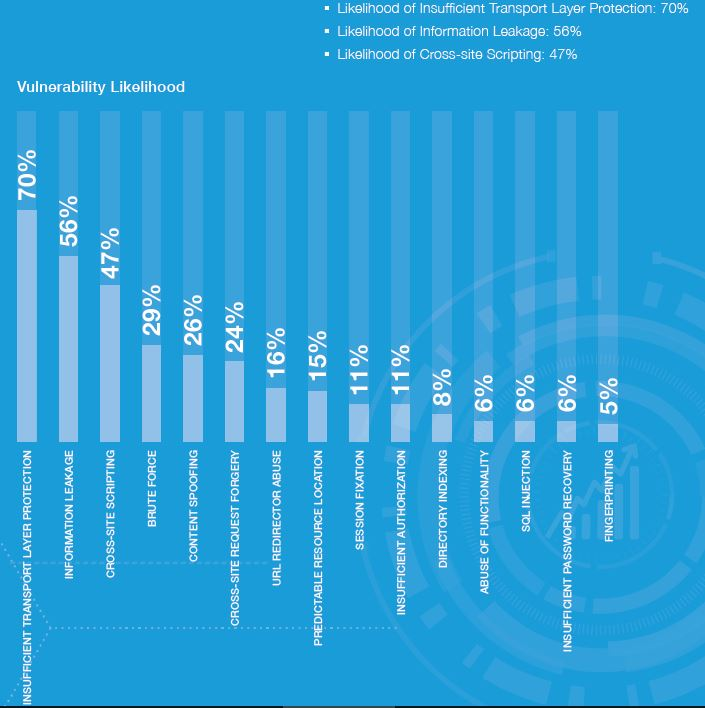 ▪ Likelihood of Insufficient Transport Layer Protection: 70%
▪ Likelihood of Information Leakage: 56%
▪ Likelihood of Cross-site Scripting: 47%
Vulnerability Likelihood
70%
56%
47%
29%
26%
24%
16%
15%
11%
11%
8%
6%
6%
6%
5%
INSUFFICIENT TRANSPORT LAYER PROTECTION
INFORMATION LEAKAGE
CROSS-SITE SCRIPTING
BRUTE FORCE
CONTENT SPOOFING
CROSS-SITE REQUEST FORGERY
URL REDIRECTOR ABUSE
PREDICTABLE RESOURCE LOCATION
SESSION FIXATION
INSUFFICIENT AUTHORIZATION
DIRECTORY INDEXING
ABUSE OF FUNCTIONALITY
SQL INJECTION
INSUFFICIENT PASSWORD RECOVERY
FINGERPRINTING